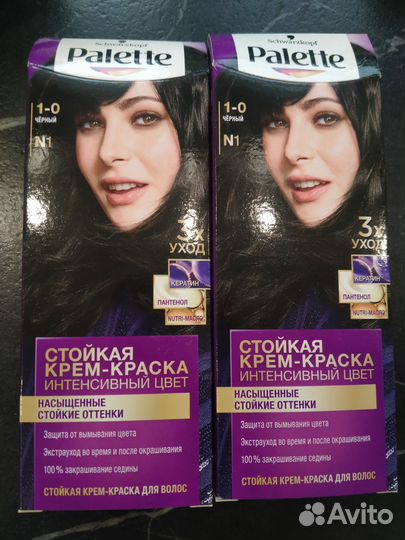 Schwarzkopf
Palette
1-0
ЧЁРНЫЙ
N1
3x
УХОД
КЕРАТИН
ПАНТЕНОЛ
NUTRI-МАСЛО
СТОЙКАЯ
КРЕМ-КРАСКА
ИНТЕНСИВНЫЙ ЦВЕТ
НАСЫЩЕННЫЕ
СТОЙКИЕ ОТТЕНКИ
Защита от вымывания цвета
Экстрауход во время и после окрашивания
100% закрашивание седины
СТОЙКАЯ КРЕМ-КРАСКА ДЛЯ ВОЛОС
Schwarzkopf
Palette
1-0
ЧЁРНЫЙ
N1
3x
УХОД
КЕРАТИН
ПАНТЕНОЛ
NUTRI-МАСЛО
СТОЙКАЯ
КРЕМ-КРАСКА
ИНТЕНСИВНЫЙ ЦВЕТ
НАСЫЩЕННЫЕ
СТОЙКИЕ ОТТЕНКИ
Защита от вымывания цвета
Экстрауход во время и после окрашивания
100% закрашивание седины
СТОЙКАЯ КРЕМ-КРАСКА ДЛЯ ВОЛОС
Avito